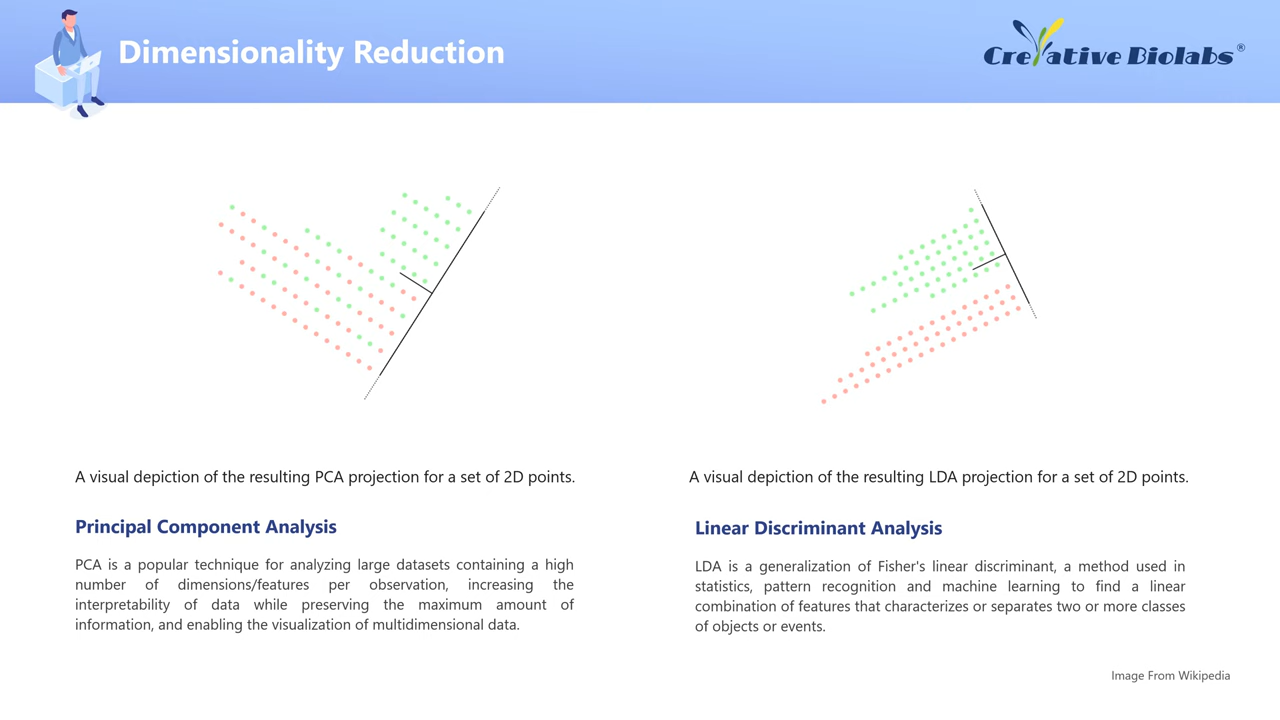 Dimensionality Reduction
Creative Biolabs®
A visual depiction of the resulting PCA projection for a set of 2D points.
Principal Component Analysis
PCA is a popular technique for analyzing large datasets containing a high
number of dimensions/features per observation, increasing the
interpretability of data while preserving the maximum amount of
information, and enabling the visualization of multidimensional data.
A visual depiction of the resulting LDA projection for a set of 2D points.
Linear Discriminant Analysis
LDA is a generalization of Fisher's linear discriminant, a method used in
statistics, pattern recognition and machine learning to find a linear
combination of features that characterizes or separates two or more classes
of objects or events.
Image From Wikipedia